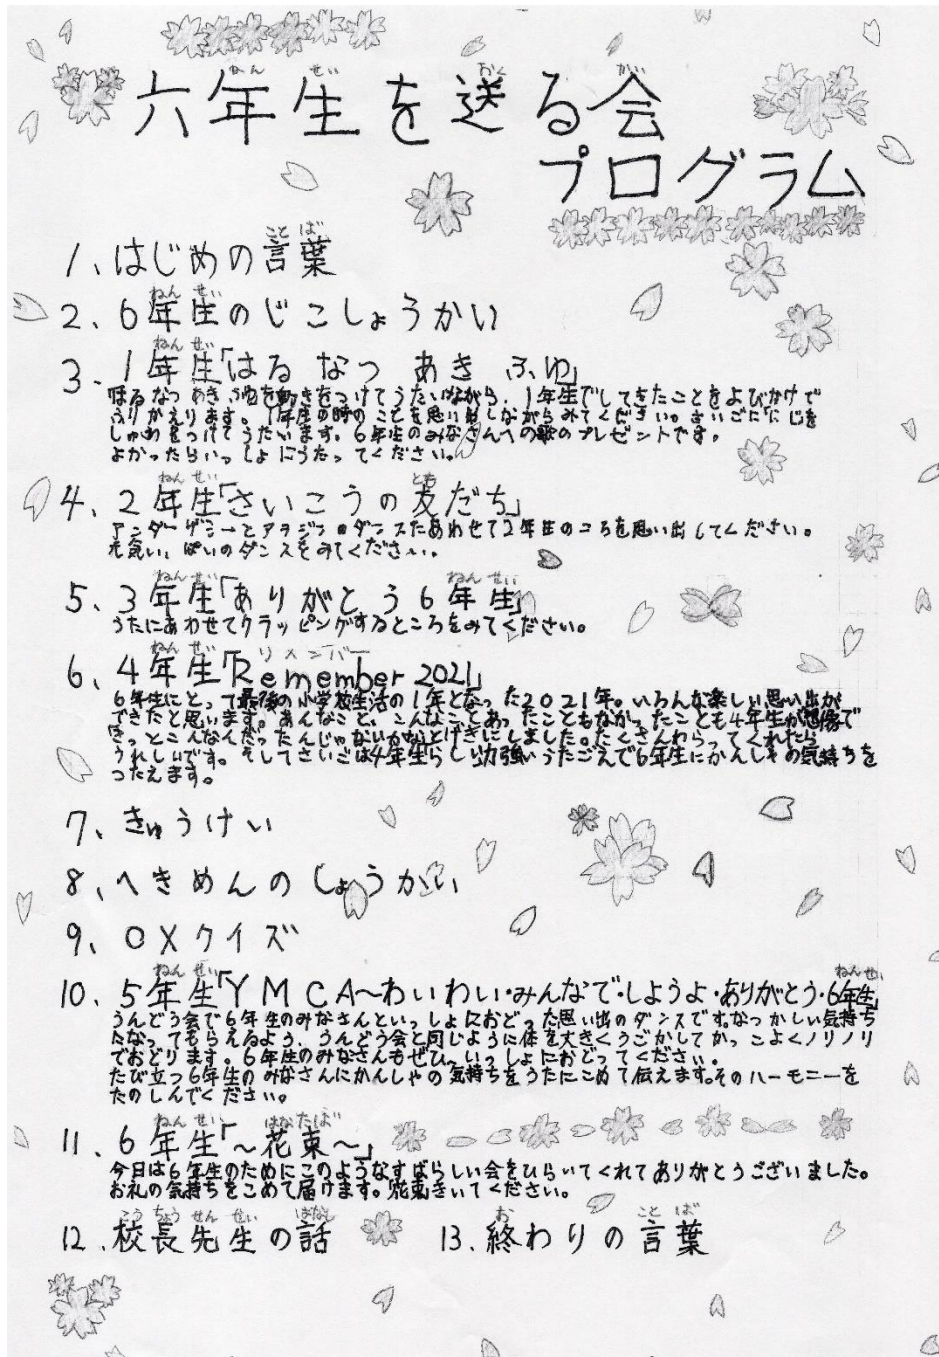 六年生を送る会
プログラム
1、はじめの言葉
2、6年生のじこしょうかい
3、1年生「はる なつ あき ふゆ」
はる なつ あき ふゆを動きをつけてうたいながら、1年生でしてきたことをよびかけで
ふりかえります。1年生の時のことを思い出しながらみてください。さいごに「にじ」を
しゅわをつけてうたいます。6年生のみなさんへの歌のプレゼントです。
よかったらいっしょにうたってください。
4、2年生「さいこうの友だち」
アンダーザシーとアラジンのダンスにあわせて2年生のころを思い出してください。
元気いっぱいのダンスをみてください。
5、3年生「ありがとう6年生」
うたにあわせてクラッピングするところをみてください。
6、4年生「Remember 2021」
6年生にとって最後の小学校生活の1年となった2021年。いろんな楽しい思い出が
できたと思います。あんなこと、こんなこと、あったこともなかったことも4年生が想像で
きっとこんなんだったんじゃないかなとげきにしました。たくさんわらってくれたら
うれしいです。そしてさいごは4年生らしい力強いうたごえで6年生にかんしゃの気持ちを
つたえます。
7、きゅうけい
8、へきめんのしょうかい
9、OXクイズ
10、5年生「YMCA～わいわい・みんなで・しようよ・ありがとう・6年生」
うんどう会で6年生のみなさんといっしょにおどった思い出のダンスです。なつかしい気持ち
になってもらえるよう、うんどう会と同じように体を大きくうごかしてかっこよくノリノリ
でおどります。6年生のみなさんもぜひ、いっしょにおどってください。
たび立つ6年生のみなさんにかんしゃの気持ちをうたにこめて伝えます。そのハーモニーを
たのしんでください。
11、6年生「～花束～」
今日は6年生のためにこのようなすばらしい会をひらいてくれてありがとうございました。
お礼の気持ちをこめて届けます。花束きいてください。
12、校長先生の話 13、終わりの言葉